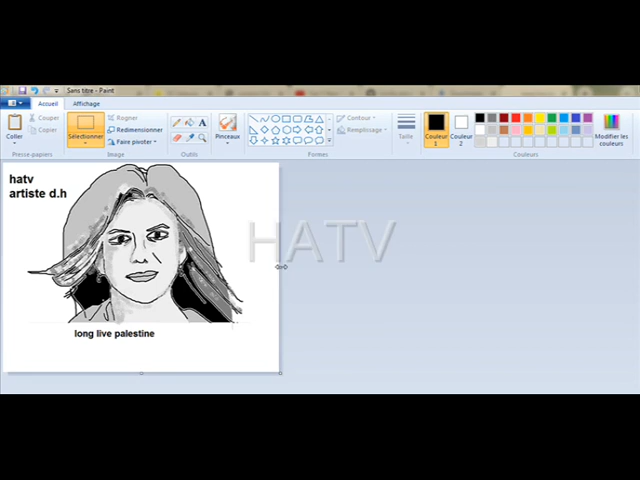 Sans titre - Paint
Accueil
Affichage
Coller
Couper
Copier
Presse-papiers
Sélectionner
Rogner
Redimensionner
Faire pivoter
Image
A
Outils
Pinceaux
Contour
Remplissage
Formes
Taille
Couleur
1
Couleur
2
Couleurs
Modifier les
couleurs
hatv
artiste d.h
HATV
long live palestine